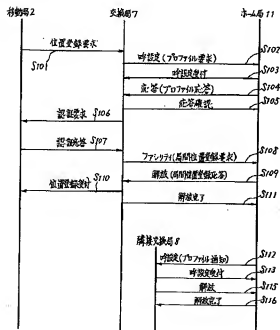 移動局2 交換局7 ホーム局11
位置登録要求
S101
呼設定(プロファイル要求) S102
呼設定受付 S103
応答(プロファイル応答) S104
応答確認 S105
認証要求 S106
認証応答 S107
ファシリティ(局間位置登録要求) S108
解放(局間位置登録応答) S109
位置登録受付 S110
解放完了 S111
隣接交換局8
呼設定(プロファイル通知) S112
呼設定受付 S113
解放 S115
解放完了 S116